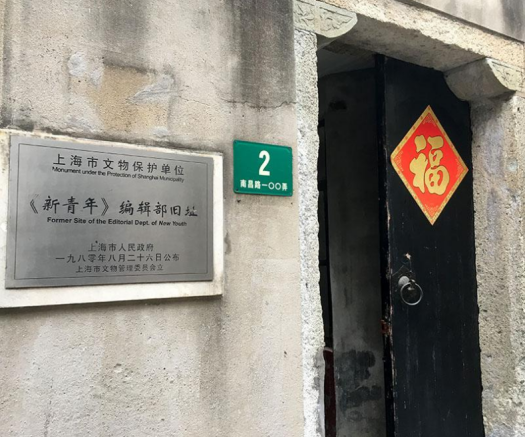 上海市文物保护单位
Monument under the Protection of Shanghai Municipality
《新青年》编辑部旧址
Former Site of the Editorial Dept. of New Youth
上海市人民政府
一九八零年八月二十六日公布
上海市文物管理委员会立
2
南昌路一〇〇弄
福